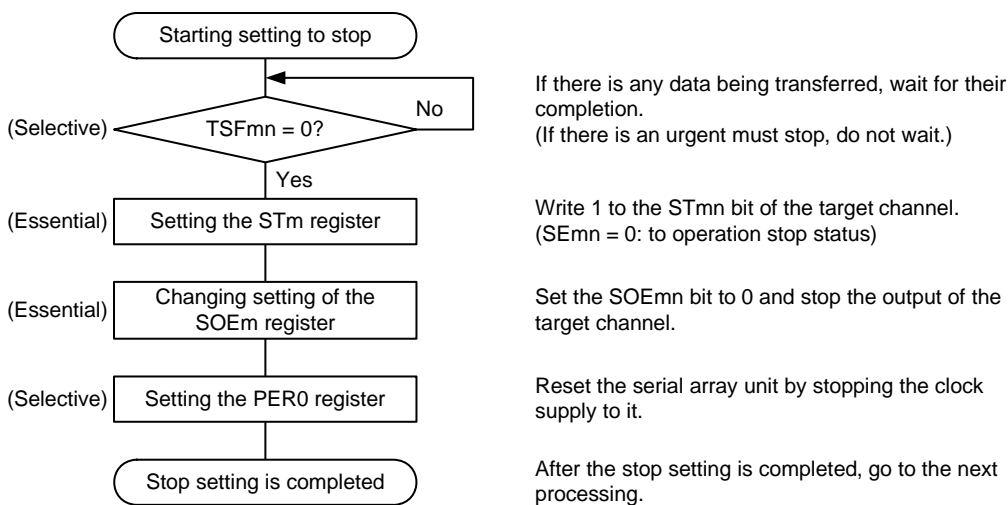 Starting setting to stop
No
If there is any data being transferred, wait for their
completion.
(If there is an urgent must stop, do not wait.)
(Selective)
TSFmn = 0?
Yes
(Essential)
Setting the STm register
Write 1 to the STmn bit of the target channel.
(SEmn = 0: to operation stop status)
(Essential)
Changing setting of the
SOEm register
Set the SOEmn bit to 0 and stop the output of the
target channel.
(Selective)
Setting the PER0 register
Reset the serial array unit by stopping the clock
supply to it.
Stop setting is completed
After the stop setting is completed, go to the next
processing.